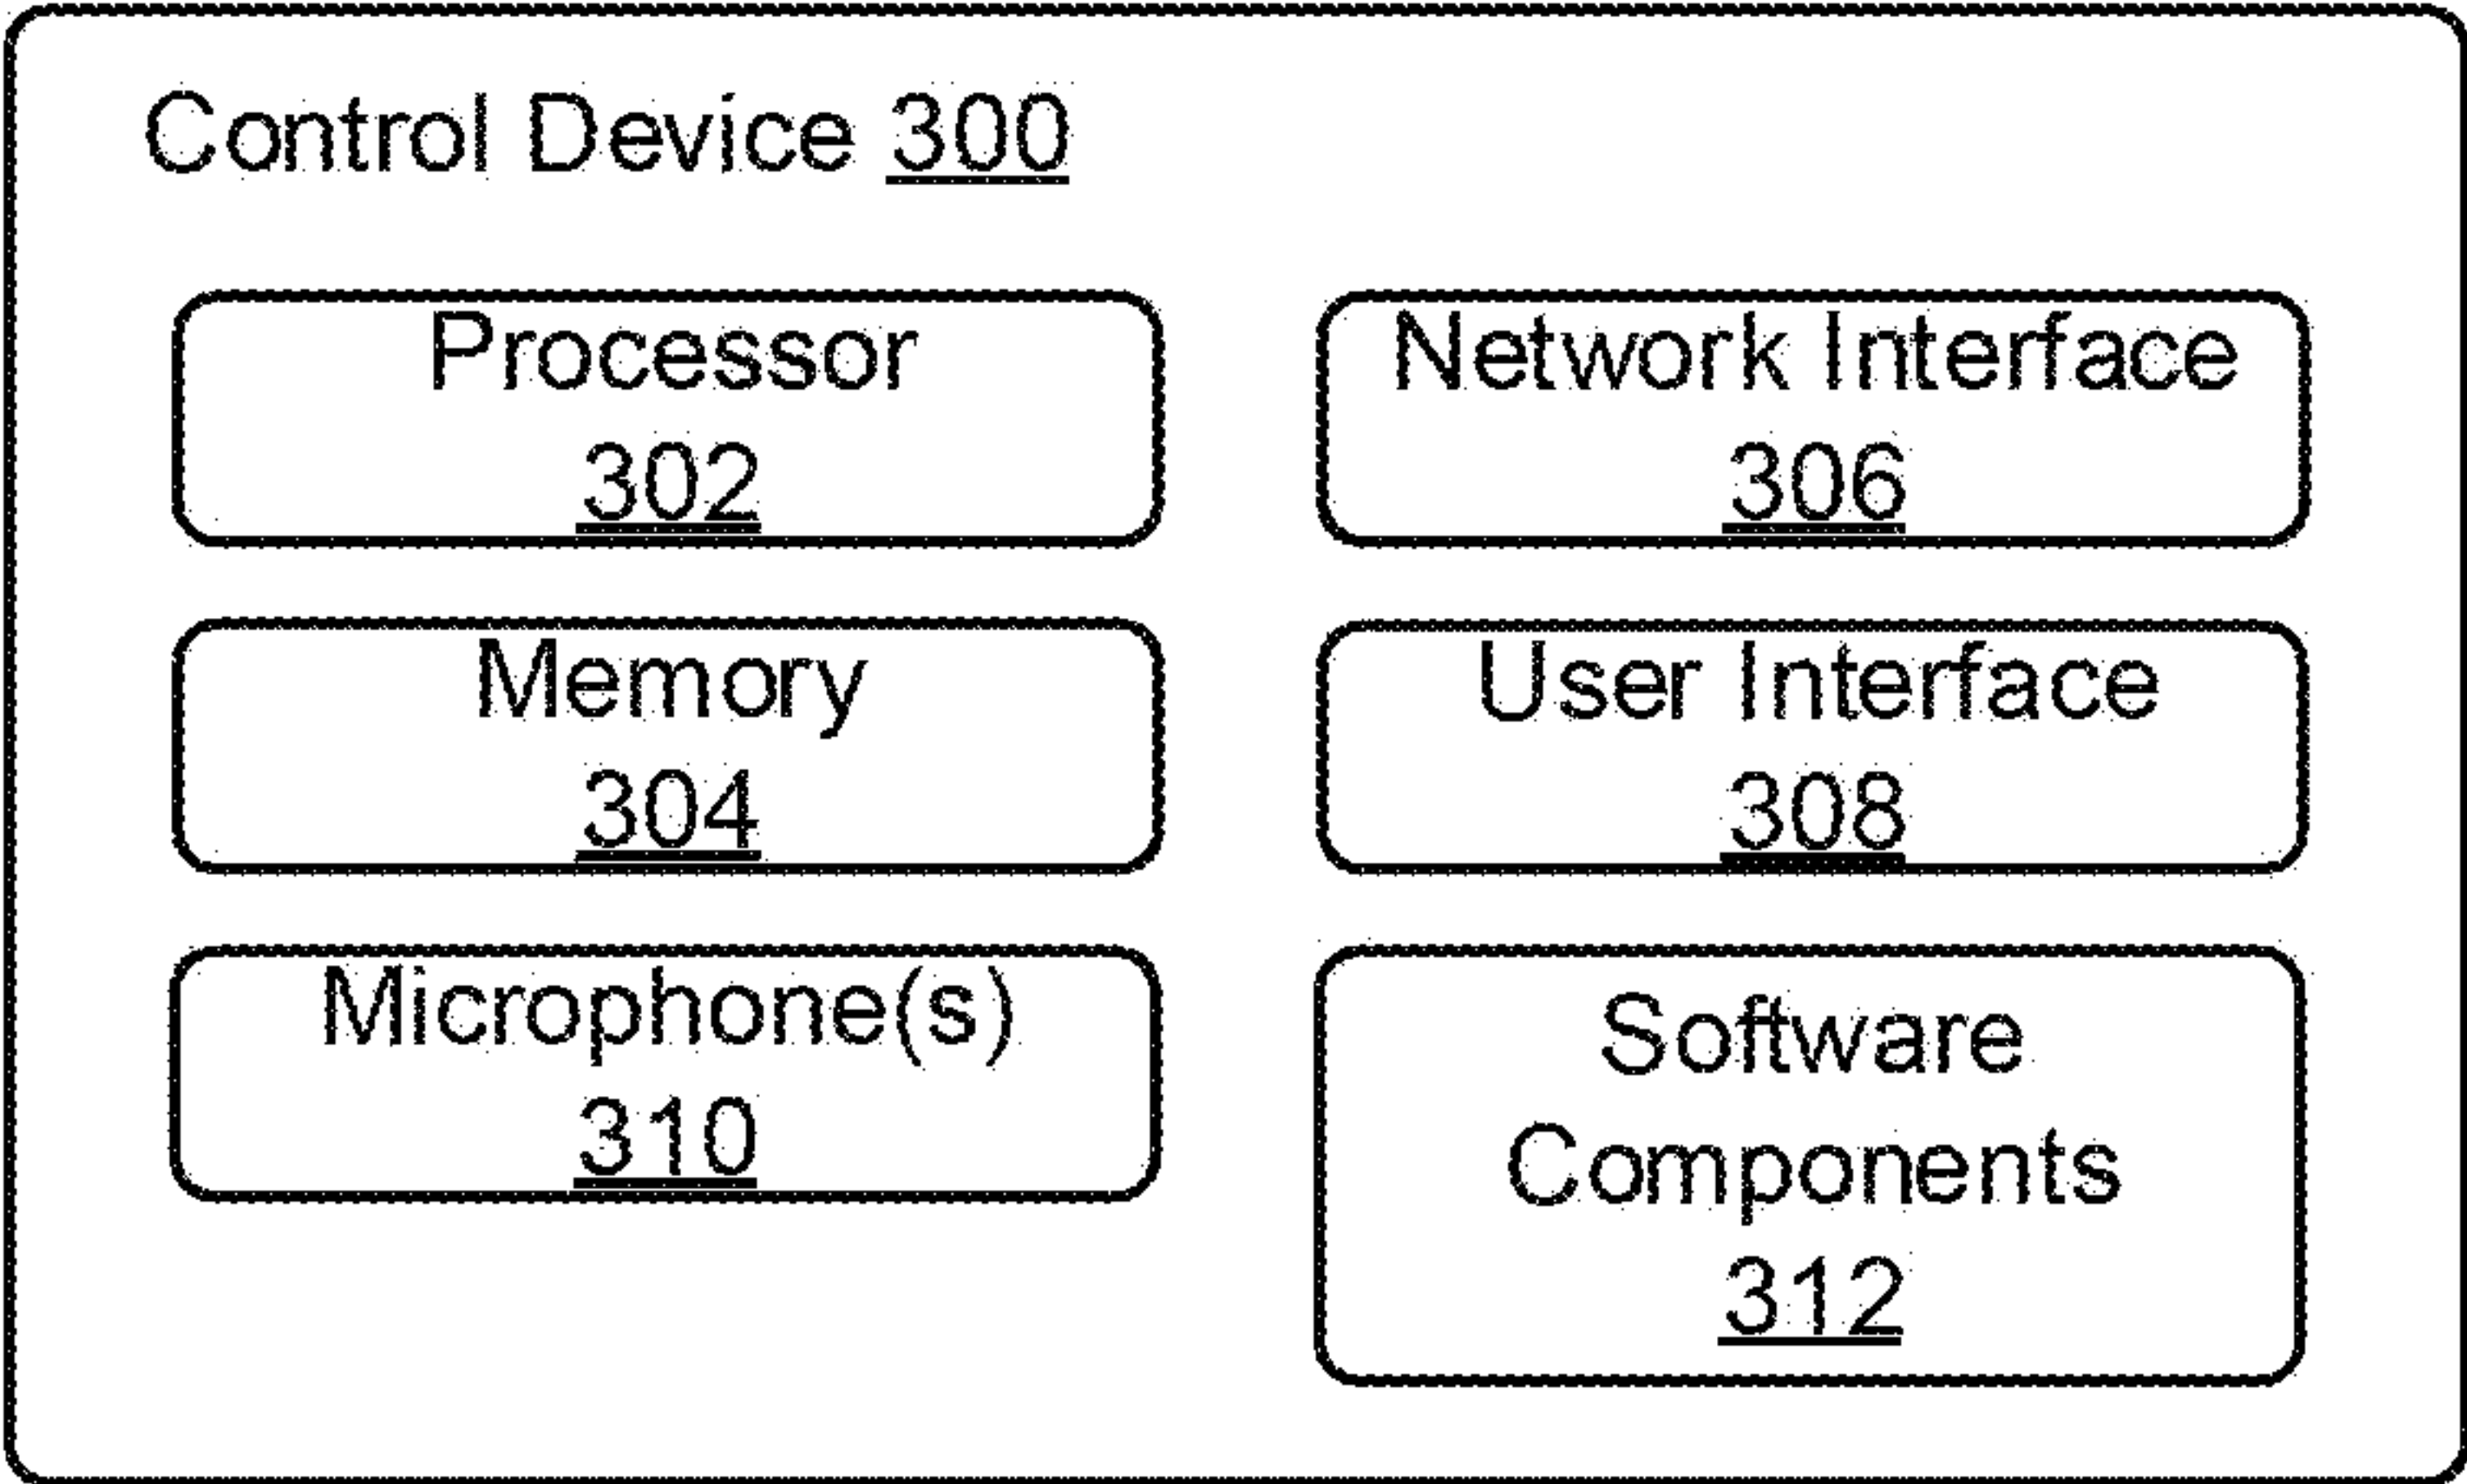 Control Device 300
Processor
302
Network Interface
306
Memory
304
User Interface
308
Microphone(s)
310
Software
Components
312